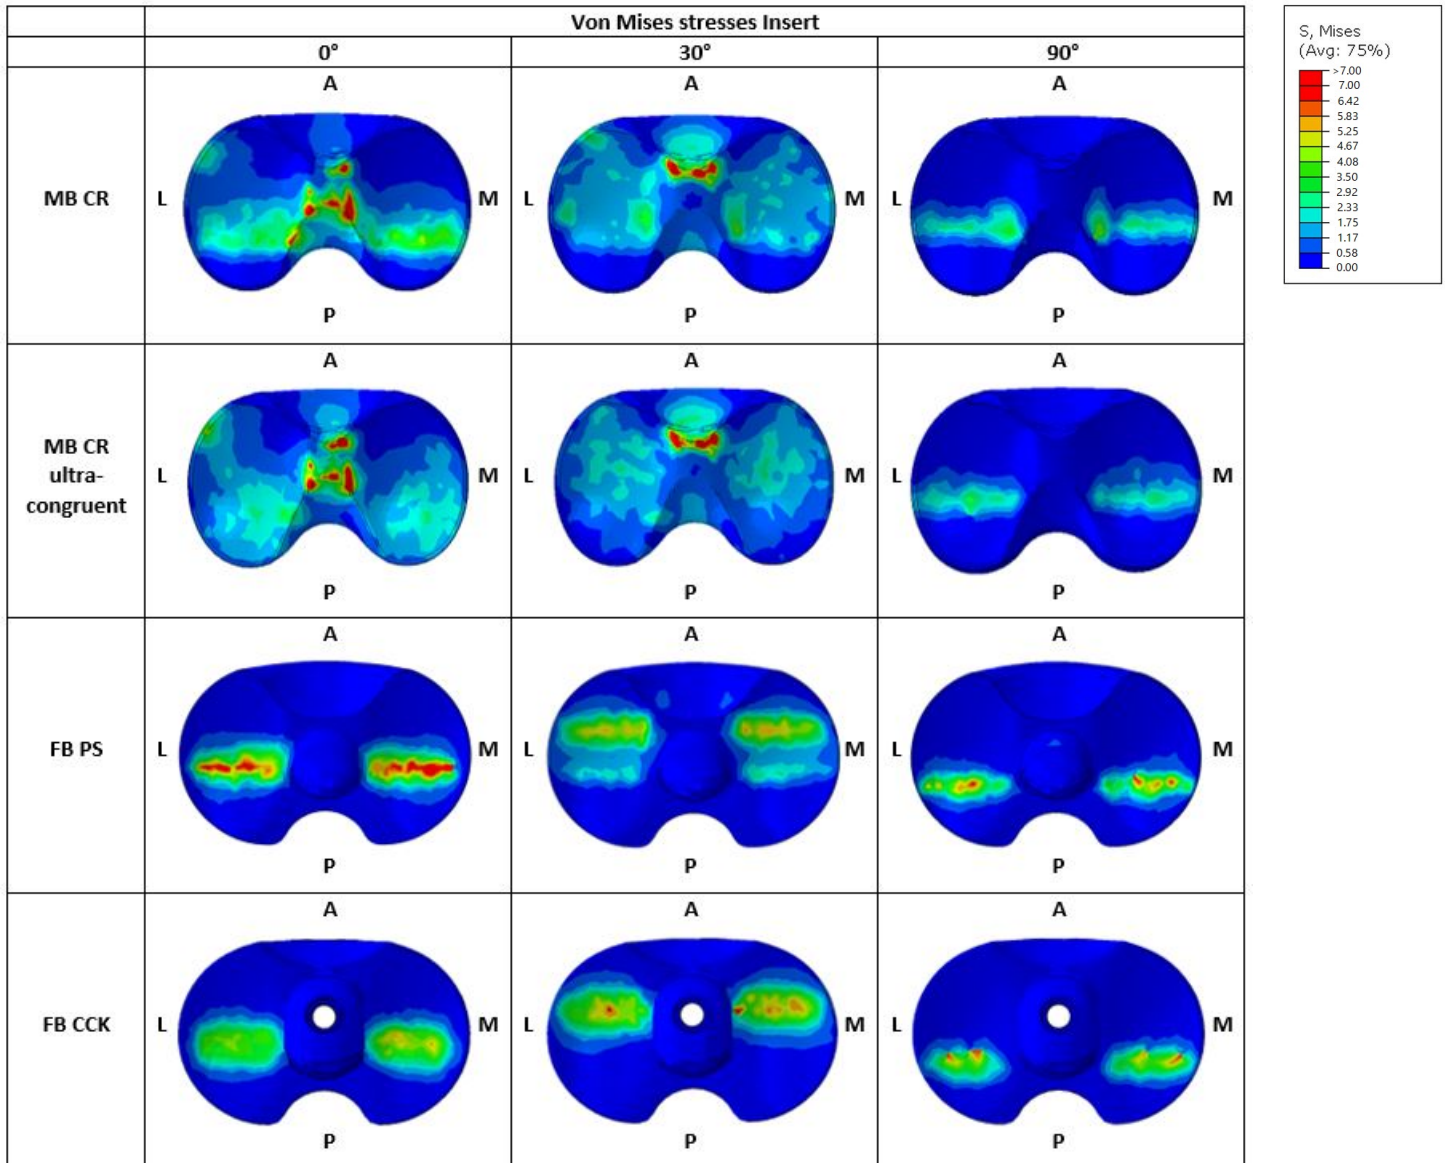 Von Mises stresses Insert
0° 30° 90°
A A A
MB CR L M L M L M
P P P
A A A
MB CR
ultra-
congruent
L M L M L M
P P P
A A A
FB PS L M L M L M
P P P
A A A
FB CCK L M L M L M
P P P
S, Mises
(Avg: 75%)
>7.00
7.00
6.42
5.83
5.25
4.67
4.08
3.50
2.92
2.33
1.75
1.17
0.58
0.00